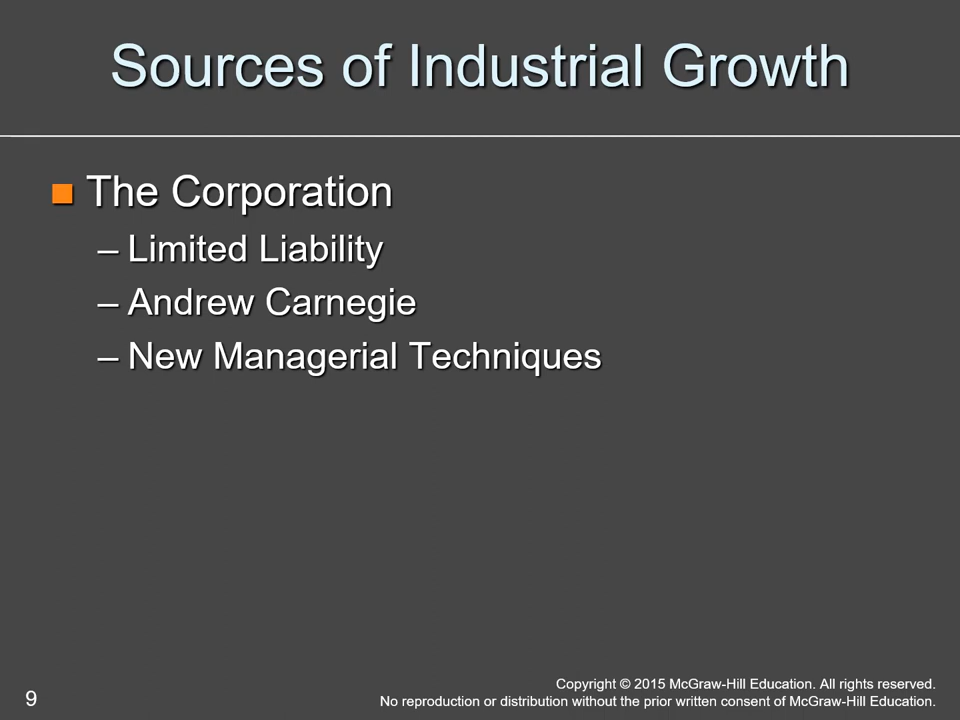 Sources of Industrial Growth
The Corporation
– Limited Liability
– Andrew Carnegie
– New Managerial Techniques
9
Copyright © 2015 McGraw-Hill Education. All rights reserved.
No reproduction or distribution without the prior written consent of McGraw-Hill Education.